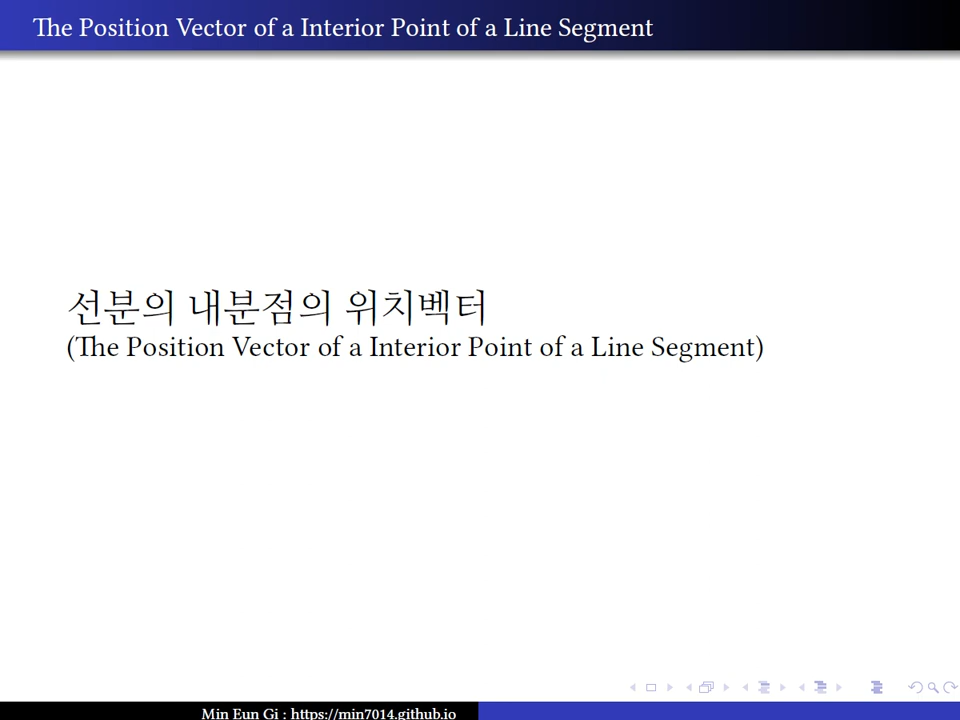 The Position Vector of a Interior Point of a Line Segment
선분의 내분점의 위치벡터
(The Position Vector of a Interior Point of a Line Segment)
Min Eun Gi : https://min7014.github.io